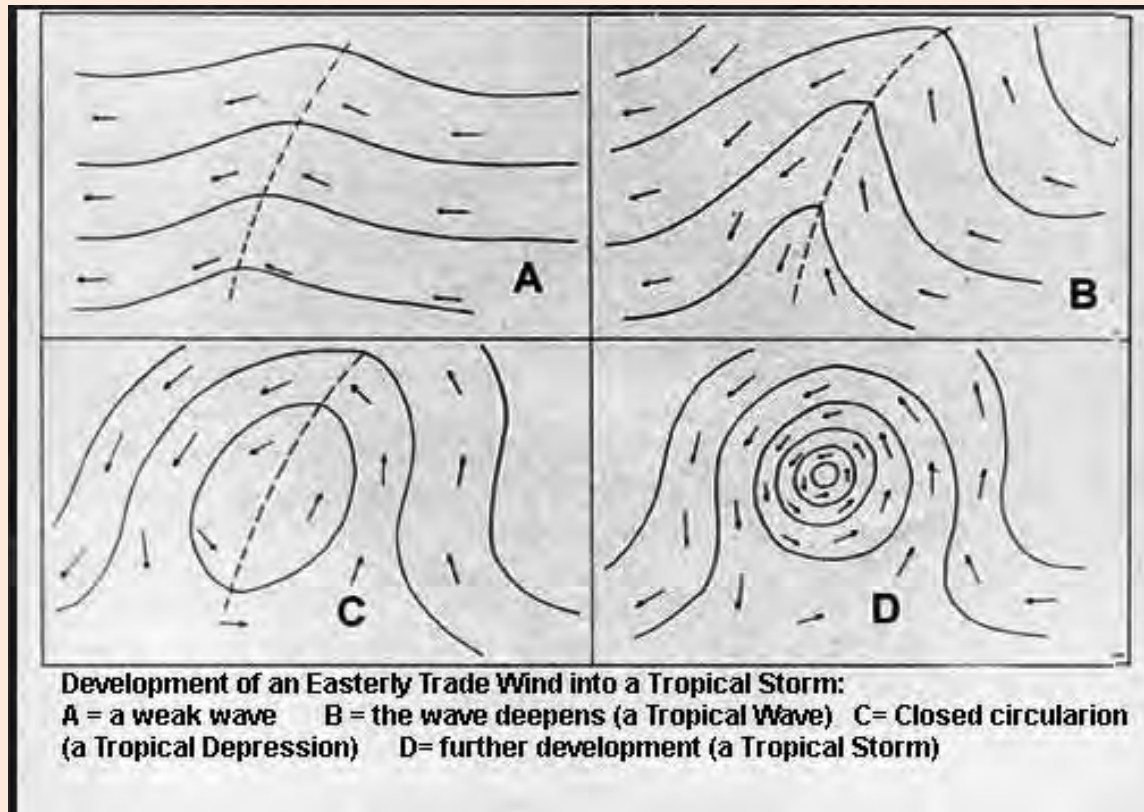 A
B
C
D
Development of an Easterly Trade Wind into a Tropical Storm:
A = a weak wave B = the wave deepens (a Tropical Wave) C= Closed circularion
(a Tropical Depression) D= further development (a Tropical Storm)